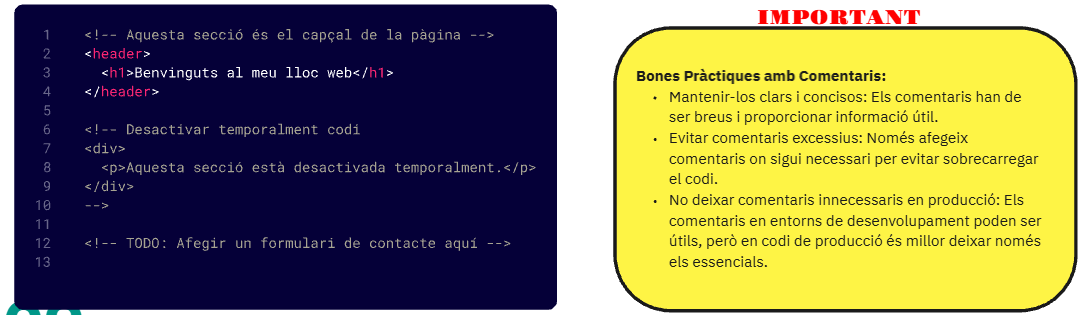 1 <!-- Aquesta secció és el capçal de la pàgina -->
2 <header>
3 <h1>Benvinguts al meu lloc web</h1>
4 </header>
5
6 <!-- Desactivar temporalment codi
7 <div>
8 <p>Aquesta secció està desactivada temporalment.</p>
9 </div>
10 -->
11
12 <!-- TODO: Afegir un formulari de contacte aquí -->
13
IMPORTANT
Bones Pràctiques amb Comentaris:
• Mantenir-los clars i concisos: Els comentaris han de
ser breus i proporcionar informació útil.
• Evitar comentaris excessius: Només afegeix
comentaris on sigui necessari per evitar sobrecarregar
el codi.
• No deixar comentaris innecessaris en producció: Els
comentaris en entorns de desenvolupament poden ser
útils, però en codi de producció és millor deixar només
els essencials.